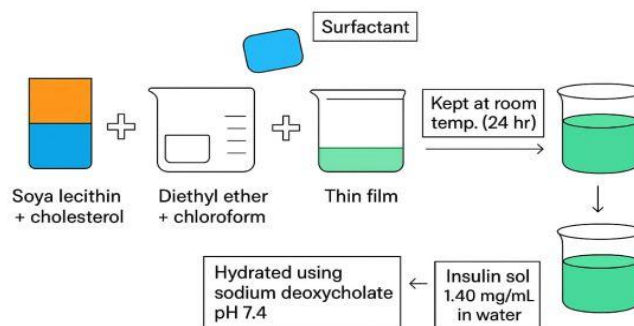 Surfactant
Soya lecithin
+ cholesterol
Diethyl ether
+ chloroform
Thin film
Kept at room
temp. (24 hr)
Insulin sol
1.40 mg/mL
in water
Hydrated using
sodium deoxycholate
pH 7.4